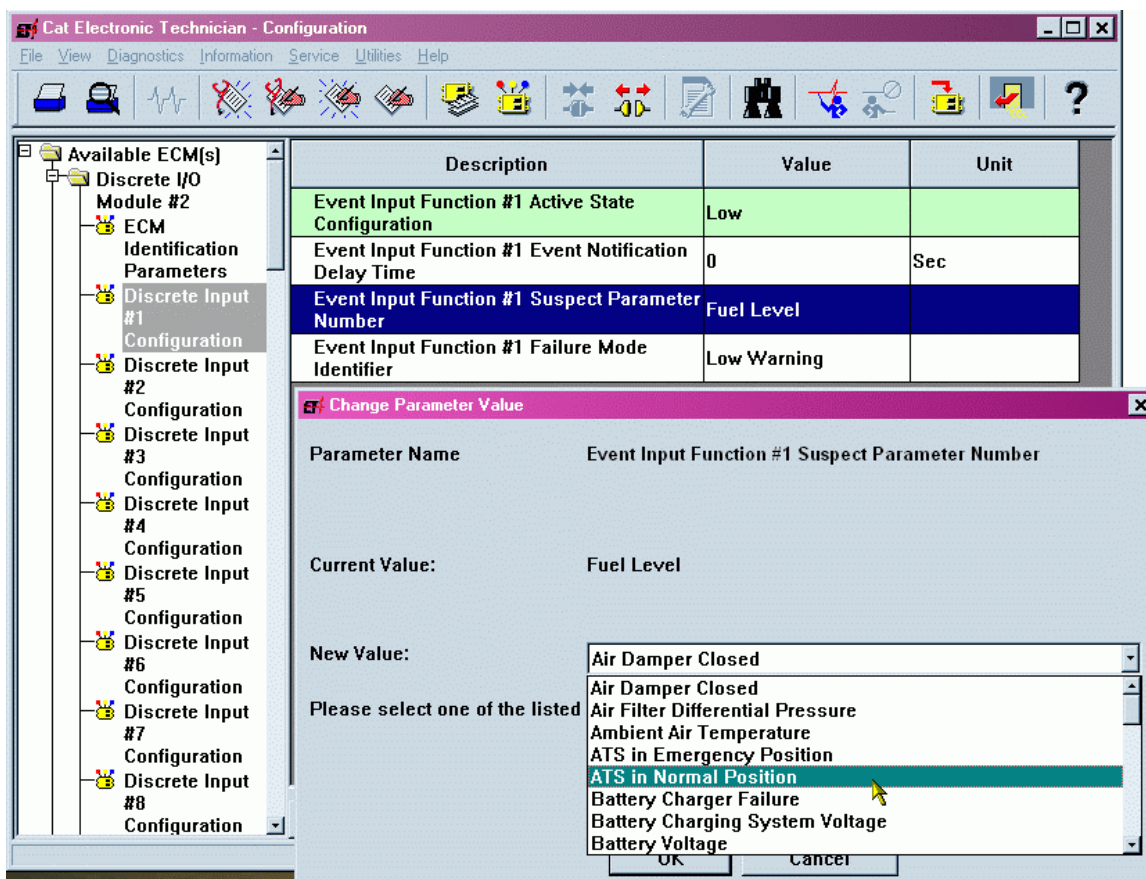 Cat Electronic Technician - Configuration
File View Diagnostics Information Service Utilities Help
?
Available ECM(s)
Discrete I/O
Module #2
ECM
Identification
Parameters
Discrete Input
#1
Configuration
Discrete Input
#2
Configuration
Discrete Input
#3
Configuration
Discrete Input
#4
Configuration
Discrete Input
#5
Configuration
Discrete Input
#6
Configuration
Discrete Input
#7
Configuration
Discrete Input
#8
Configuration
Description Value Unit
Event Input Function #1 Active State
Configuration
Low
Event Input Function #1 Event Notification
Delay Time
0 Sec
Event Input Function #1 Suspect Parameter
Number
Fuel Level
Event Input Function #1 Failure Mode
Identifier
Low Warning
Change Parameter Value
Parameter Name Event Input Function #1 Suspect Parameter Number
Current Value: Fuel Level
New Value: Air Damper Closed
Please select one of the listed
Air Damper Closed
Air Filter Differential Pressure
Ambient Air Temperature
ATS in Emergency Position
ATS in Normal Position
Battery Charger Failure
Battery Charging System Voltage
Battery Voltage
OK Cancel